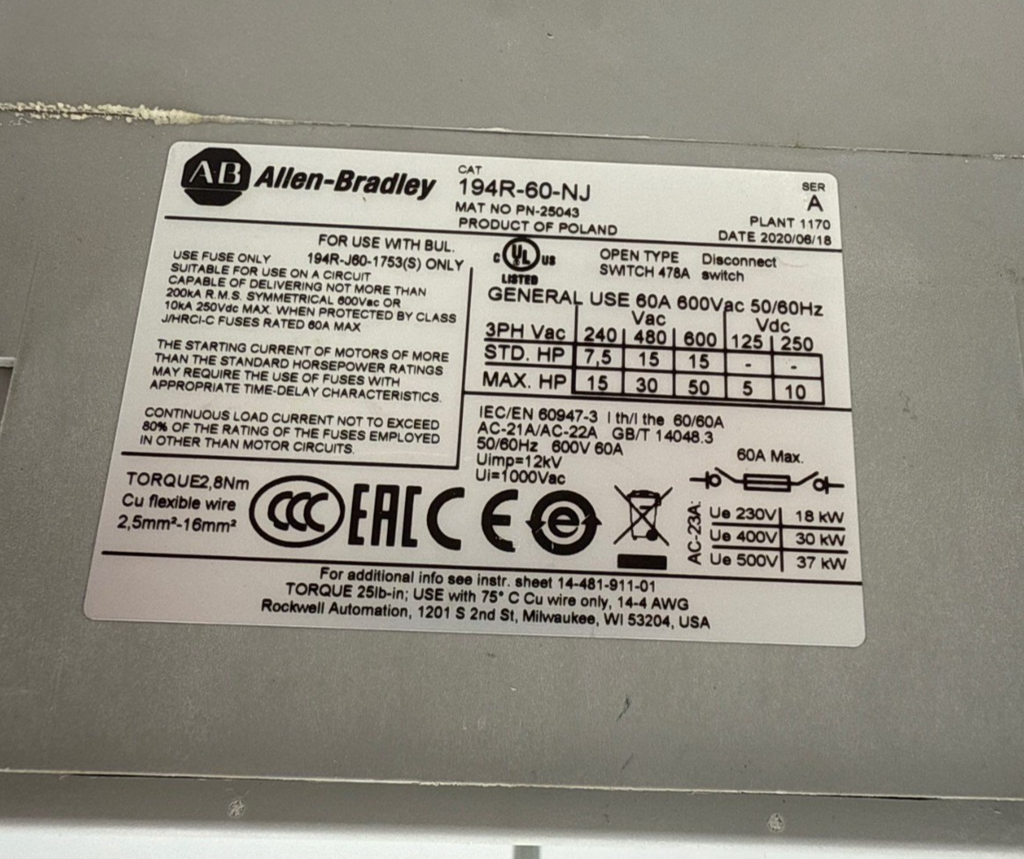 AB Allen-Bradley
CAT
194R-60-NJ
MAT NO PN-25043
PRODUCT OF POLAND
SER
A
PLANT 1170
DATE 2020/06/18
FOR USE WITH BUL.
USE FUSE ONLY 194R-J60-1753(S) ONLY
SUITABLE FOR USE ON A CIRCUIT
CAPABLE OF DELIVERING NOT MORE THAN
200kA R.M.S. SYMMETRICAL 600Vac OR
10kA 250Vdc MAX. WHEN PROTECTED BY CLASS
J/HRCI-C FUSES RATED 60A MAX
THE STARTING CURRENT OF MOTORS OF MORE
THAN THE STANDARD HORSEPOWER RATINGS
MAY REQUIRE THE USE OF FUSES WITH
APPROPRIATE TIME-DELAY CHARACTERISTICS.
CONTINUOUS LOAD CURRENT NOT TO EXCEED
80% OF THE RATING OF THE FUSES EMPLOYED
IN OTHER THAN MOTOR CIRCUITS.
C UL US
LISTED
OPEN TYPE Disconnect
SWITCH 478A switch
GENERAL USE 60A 600Vac 50/60Hz
Vac Vdc
3PH Vac 240 480 600 125 250
STD. HP 7,5 15 15 - -
MAX. HP 15 30 50 5 10
IEC/EN 60947-3 I th/I the 60/60A
AC-21A/AC-22A GB/T 14048.3
50/60Hz 600V 60A
Uimp=12kV
Ui=1000Vac
60A Max.
AC-23A:
Ue 230V 18 kW
Ue 400V 30 kW
Ue 500V 37 kW
TORQUE2,8Nm
Cu flexible wire
2,5mm²-16mm²
CCC EAC CE e
For additional info see instr. sheet 14-481-911-01
TORQUE 25lb-in; USE with 75° C Cu wire only, 14-4 AWG
Rockwell Automation, 1201 S 2nd St, Milwaukee, WI 53204, USA